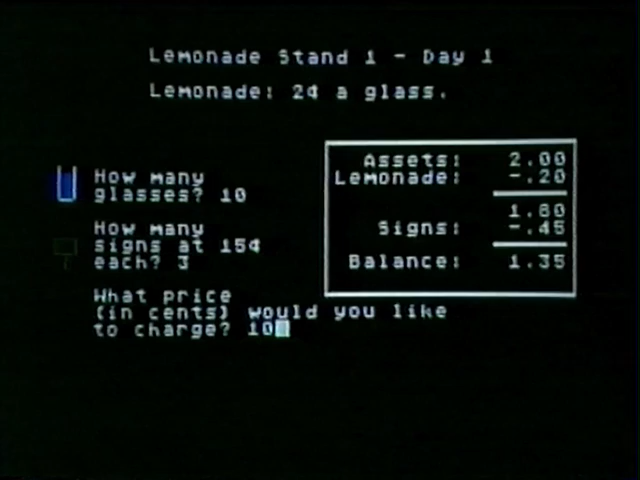 Lemonade Stand 1 - Day 1
Lemonade: 2¢ a glass.
How many
glasses? 10
How many
signs at 15¢
each? 3
What price
(in cents) would you like
to charge? 10
Assets: 2.00
Lemonade: -.20
1.80
Signs: -.45
Balance: 1.35